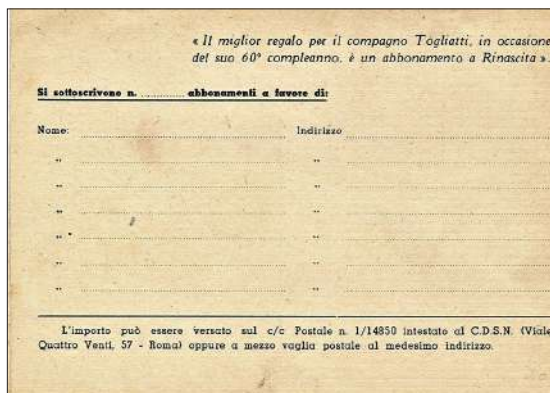 « Il miglior regalo per il compagno Togliatti, in occasione
del suo 60° compleanno, è un abbonamento a Rinascita ».
Si sottoscrivono n. ........... abbonamenti a favore di:
Nome: ........................ Indirizzo ........................
" ........................ " ........................
" ........................ " ........................
" ........................ " ........................
" ........................ " ........................
" ........................ " ........................
" ........................ " ........................
L'importo può essere versato sul c/c Postale n. 1/14850 intestato al C.D.S.N. (Viale
Quattro Venti, 57 - Roma) oppure a mezzo vaglia postale al medesimo indirizzo.